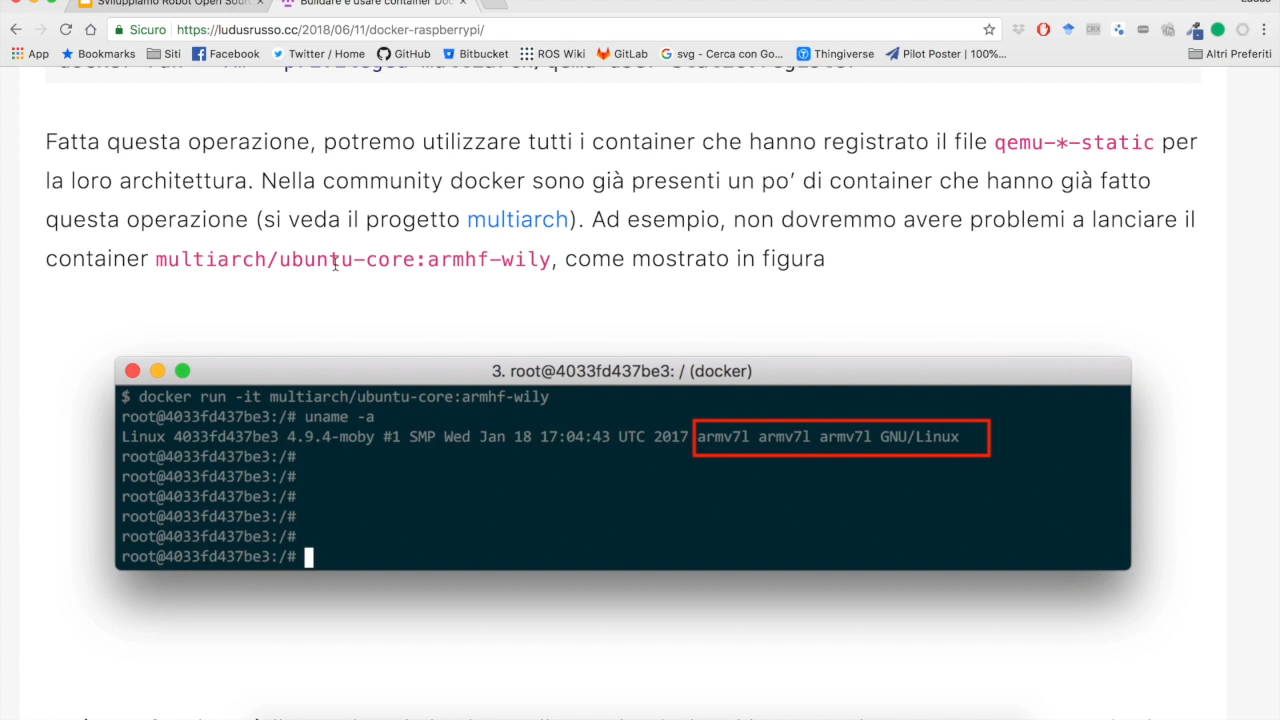 Sviluppiamo Robot Open Sour
Buildare e usare container Doc
Sicuro https://ludusrusso.cc/2018/06/11/docker-raspberrypi/
App Bookmarks Siti Facebook Twitter / Home GitHub Bitbucket ROS Wiki GitLab svg - Cerca con Go... Thingiverse Pilot Poster | 100%... Altri Preferiti
Fatta questa operazione, potremo utilizzare tutti i container che hanno registrato il file qemu-*-static per
la loro architettura. Nella community docker sono già presenti un po’ di container che hanno già fatto
questa operazione (si veda il progetto multiarch). Ad esempio, non dovremmo avere problemi a lanciare il
container multiarch/ubuntu-core:armhf-wily, come mostrato in figura
3. root@4033fd437be3: / (docker)
$ docker run -it multiarch/ubuntu-core:armhf-wily
root@4033fd437be3:/# uname -a
Linux 4033fd437be3 4.9.4-moby #1 SMP Wed Jan 18 17:04:43 UTC 2017 armv7l armv7l armv7l GNU/Linux
root@4033fd437be3:/#
root@4033fd437be3:/#
root@4033fd437be3:/#
root@4033fd437be3:/#
root@4033fd437be3:/#
root@4033fd437be3:/#